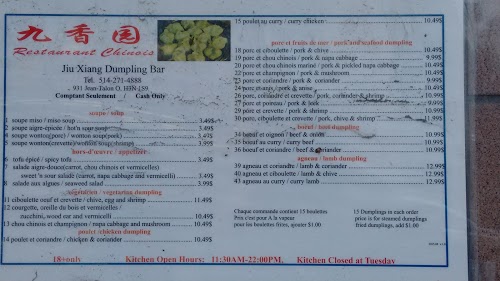 九香园
Restaurant Chinois
Jiu Xiang Dumpling Bar
Tel. 514-271-4888
931 Jean-Talon O, H3N-1S9
Comptant Seulement / Cash Only
soupe / soup
1 soupe miso / miso soup 1.49$
2 soupe aigre-epicée / hot'n sour soup 3.49$
3 soupe wonton(porc) / wonton soup(pork) 3.49$
soupe wonton(crevette)/wonton soup(shrimp) 3.99$
hors-d'oeuvre / appetizer
6 tofu épicé / spicy tofu 3.49$
7 salade aigre-douce(carrot, chou chinois et vermicelles)
sweet 'n sour salade (carrot, napa cabbage and vermicelli) 3.49$
8 salade aux algues / seaweed salad 3.99$
vegetarien / vegetarian dumpling
11 ciboulette oeuf et crevette / chive, egg and shrimp 11.49$
12 courgette, oreille du bois et vermicelles /
zucchini, wood ear and vermicelli 10.49$
13 chou chinois et champignon / napa cabbage and mushroom 10.49$
poulet / chicken dumpling
14 poulet et coriander / chicken & coriander 10.49$
15 poulet au curry / curry chicken 10.49$
porc et fruits de mer / pork and seafood dumpling
18 porc et ciboulette / pork & chive 10.49$
19 porc et chou chinois / pork & napa cabbage 9.99$
20 porc et chou chinois mariné / pork & pickled napa cabbage 10.49$
22 porc et champignon / pork & mushroom 10.49$
23 porc et coriandre / pork & coriander 10.49$
24 porc et anis / pork & anise 10.49$
26 porc, coriandre et crevette / pork, coriander & shrimp 10.99$
27 porc et poireau / pork & leek 9.99$
29 porc et crevette / pork & shrimp 10.99$
30 porc, ciboulette et crevette / pork, chive & shrimp 11.99$
boeuf / beef dumpling
34 boeuf et oignon / beef & onion 10.99$
35 boeuf au curry / curry beef 10.99$
36 boeuf et coriander / beef & coriander 10.99$
agneau / lamb dumpling
39 agneau et coriandre / lamb & coriander 12.99$
40 agneau et ciboulette / lamb & chive 12.99$
43 agneau au curry / curry lamb 12.99$
Chaque commande contient 15 boulettes
Prix est pour A la vapeur
pour les boulettes frites, ajouter $1.00
15 Dumplings in each order
price is for steamed dumplings
fried dumplings, add $1.00
18+only Kitchen Open Hours: 11:30AM-22:00PM, Kitchen Closed at Tuesday